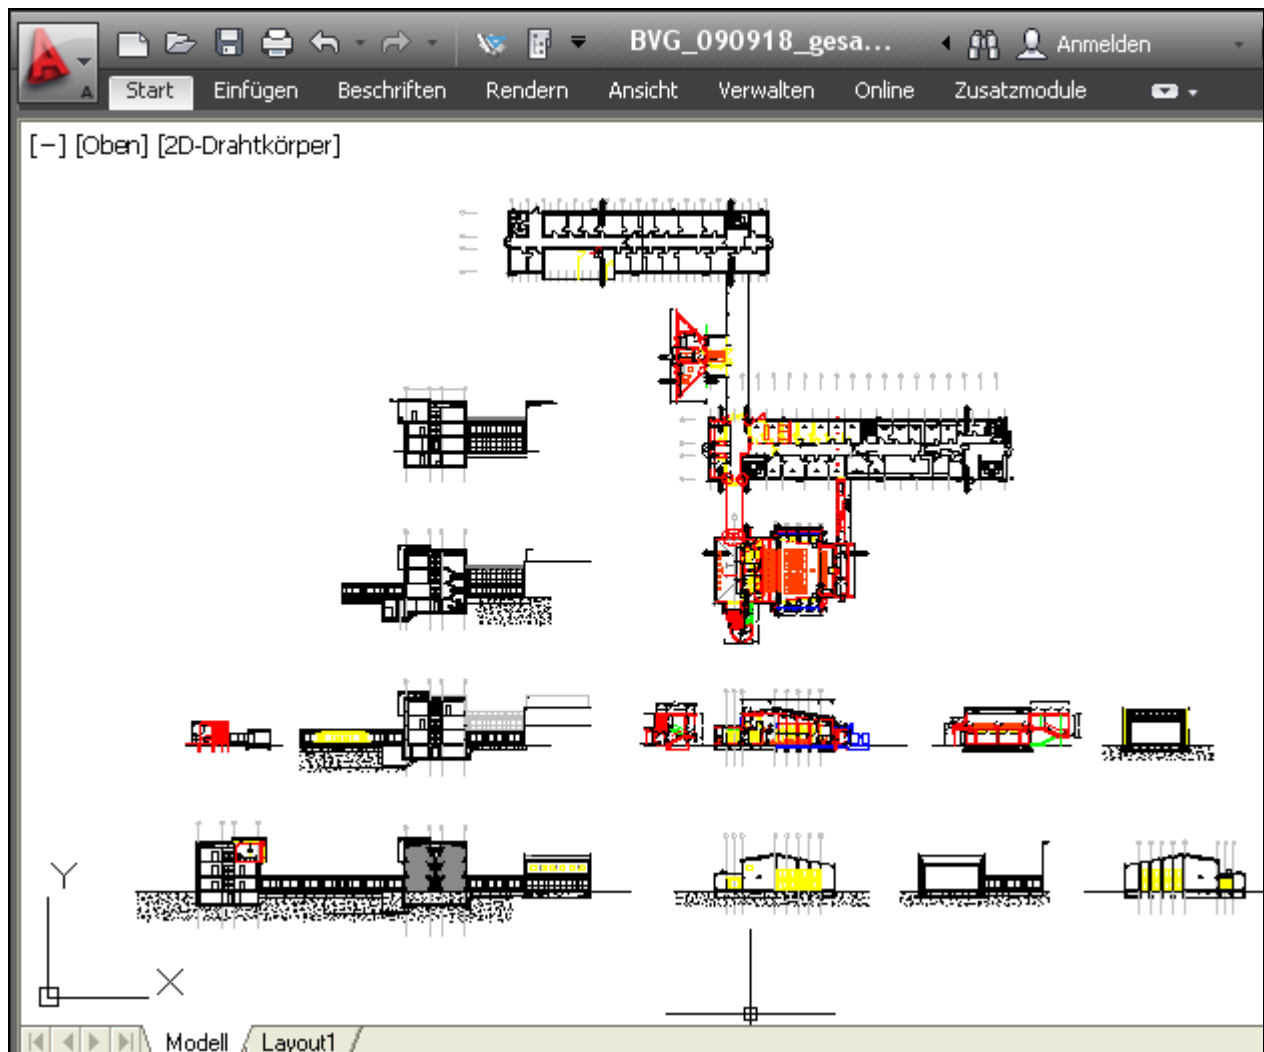 BVG_090918_gesa... Anmelden
A
Start Einfügen Beschriften Rendern Ansicht Verwalten Online Zusatzmodule
[−] [Oben] [2D-Drahtkörper]
Y
X
Modell Layout1